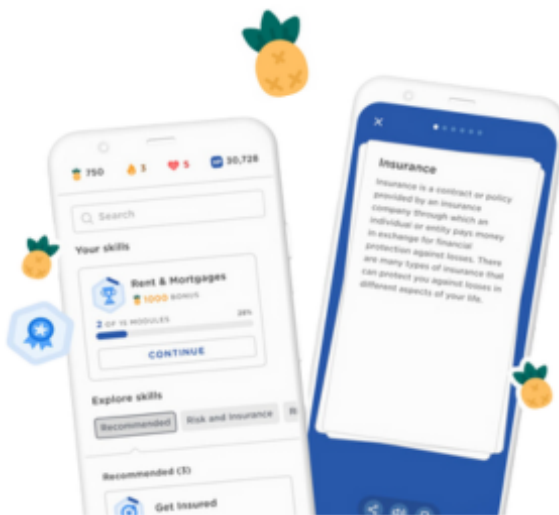 750 3 5 XP 30,728
Search
Your skills
Rent & Mortgages
1000 BONUS
2 OF 15 MODULES 26%
CONTINUE
Explore skills
Recommended Risk and Insurance
Recommended (3)
Get Insured
Insurance
Insurance is a contract or policy
provided by an insurance
company through which an
individual or entity pays money
in exchange for financial
protection against losses. There
are many types of insurance that
can protect you against losses in
different aspects of your life.